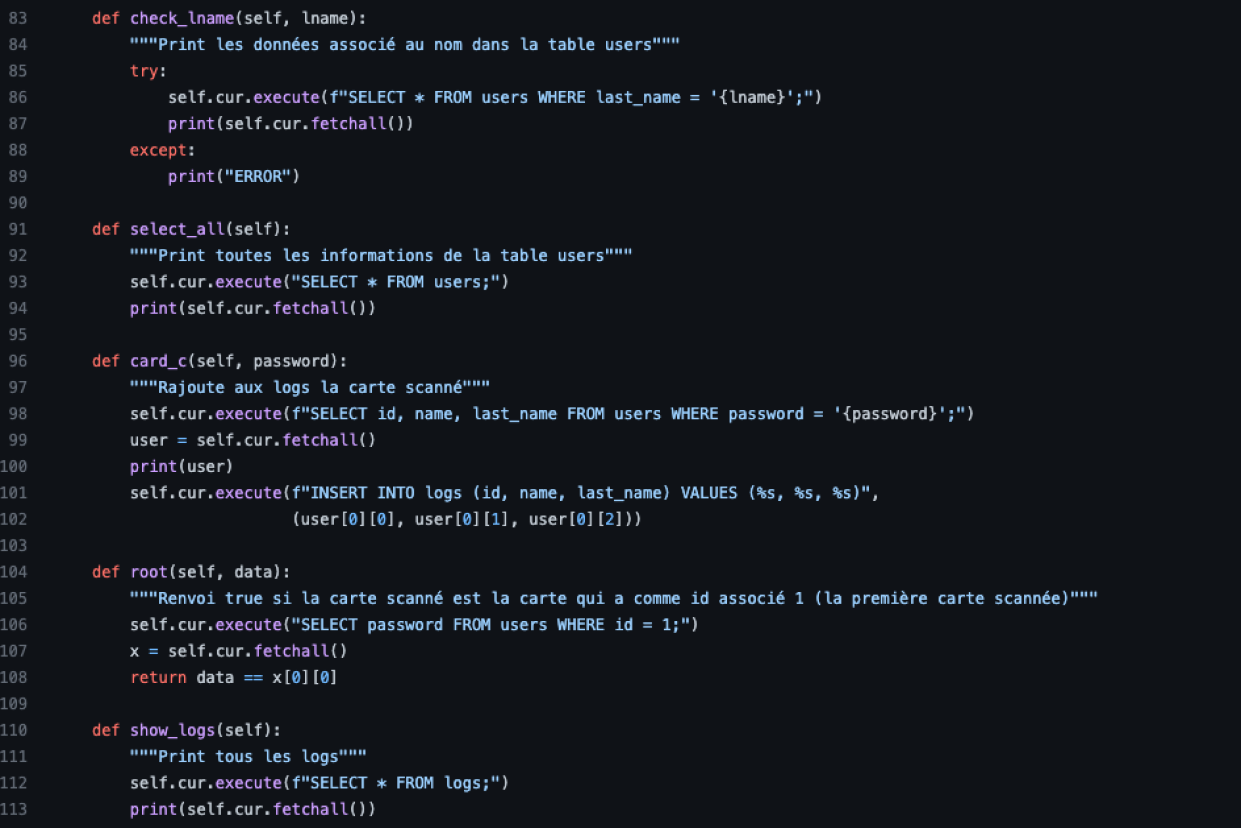 83 def check_lname(self, lname):
84 """Print les données associé au nom dans la table users"""
85 try:
86 self.cur.execute(f"SELECT * FROM users WHERE last_name = '{lname}';")
87 print(self.cur.fetchall())
88 except:
89 print("ERROR")
90
91 def select_all(self):
92 """Print toutes les informations de la table users"""
93 self.cur.execute("SELECT * FROM users;")
94 print(self.cur.fetchall())
95
96 def card_c(self, password):
97 """Rajoute aux logs la carte scanné"""
98 self.cur.execute(f"SELECT id, name, last_name FROM users WHERE password = '{password}';")
99 user = self.cur.fetchall()
100 print(user)
101 self.cur.execute(f"INSERT INTO logs (id, name, last_name) VALUES (%s, %s, %s)",
102 (user[0][0], user[0][1], user[0][2]))
103
104 def root(self, data):
105 """Renvoi true si la carte scanné est la carte qui a comme id associé 1 (la première carte scannée)"""
106 self.cur.execute("SELECT password FROM users WHERE id = 1;")
107 x = self.cur.fetchall()
108 return data == x[0][0]
109
110 def show_logs(self):
111 """Print tous les logs"""
112 self.cur.execute(f"SELECT * FROM logs;")
113 print(self.cur.fetchall())